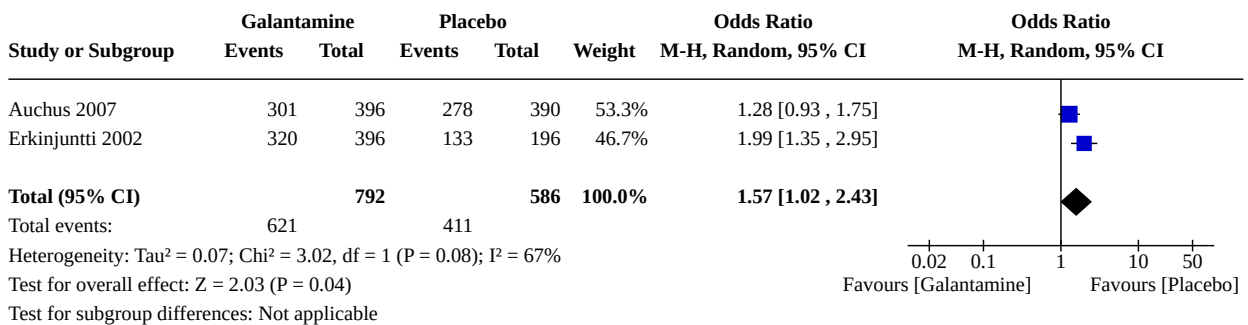 Galantamine Placebo Odds Ratio Odds Ratio
Study or Subgroup Events Total Events Total Weight M-H, Random, 95% CI M-H, Random, 95% CI
Auchus 2007 301 396 278 390 53.3% 1.28 [0.93 , 1.75]
Erkinjuntti 2002 320 396 133 196 46.7% 1.99 [1.35 , 2.95]
Total (95% CI) 792 586 100.0% 1.57 [1.02 , 2.43]
Total events: 621 411
Heterogeneity: Tau² = 0.07; Chi² = 3.02, df = 1 (P = 0.08); I² = 67%
0.02 0.1 1 10 50
Test for overall effect: Z = 2.03 (P = 0.04) Favours [Galantamine] Favours [Placebo]
Test for subgroup differences: Not applicable